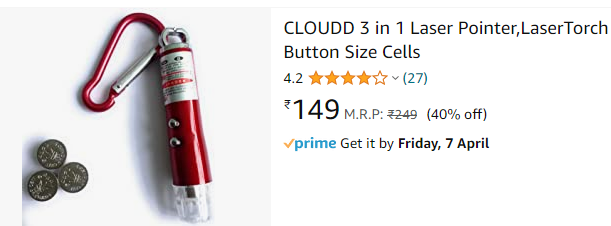 CLOUDD 3 in 1 Laser Pointer,LaserTorch
Button Size Cells
4.2 (27)
₹149 M.R.P: ₹249 (40% off)
prime Get it by Friday, 7 April